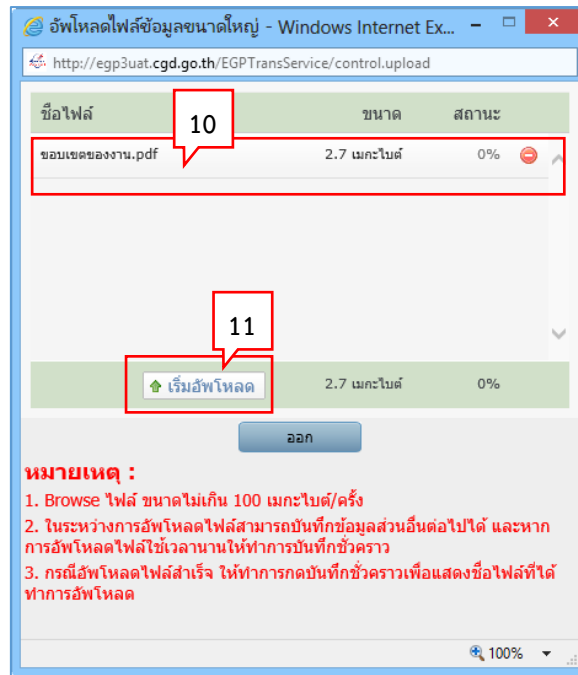 อัพโหลดไฟล์ข้อมูลขนาดใหญ่ - Windows Internet Ex...
http://egp3uat.cgd.go.th/EGPTransService/control.upload
ชื่อไฟล์ ขนาด สถานะ
10
ขอบเขตของงาน.pdf 2.7 เมกะไบต์ 0%
11
เริ่มอัพโหลด 2.7 เมกะไบต์ 0%
ออก
หมายเหตุ :
1. Browse ไฟล์ ขนาดไม่เกิน 100 เมกะไบต์/ครั้ง
2. ในระหว่างการอัพโหลดไฟล์สามารถบันทึกข้อมูลส่วนอื่นต่อไปได้ และหาก
การอัพโหลดไฟล์ใช้เวลานานให้ทำการบันทึกชั่วคราว
3. กรณีอัพโหลดไฟล์สำเร็จ ให้ทำการกดบันทึกชั่วคราวเพื่อแสดงชื่อไฟล์ที่ได้
ทำการอัพโหลด
100%